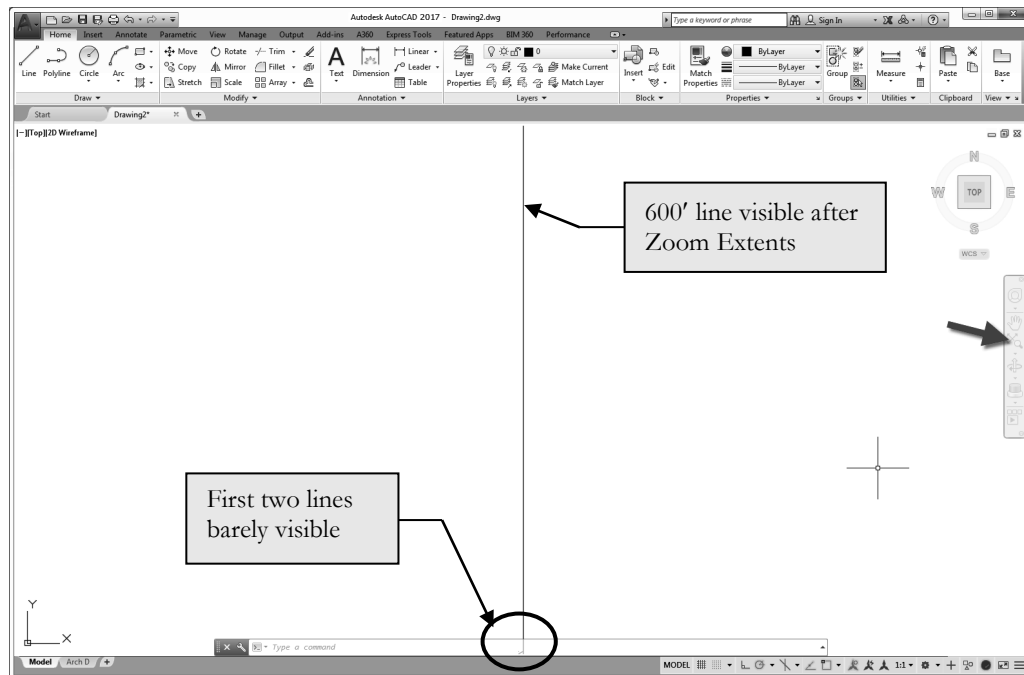 Autodesk AutoCAD 2017 - Drawing2.dwg
Type a keyword or phrase
Sign In
Home Insert Annotate Parametric View Manage Output Add-ins A360 Express Tools Featured Apps BIM 360 Performance
Move Rotate Trim
Linear
0
ByLayer
Copy Mirror Fillet
Leader
Make Current
Edit
ByLayer
Line Polyline Circle Arc
Stretch Scale Array
Text Dimension
Table
Layer Properties
Match Layer
Insert
Match Properties
ByLayer
Group
Measure
Paste
Base
Draw
Modify
Annotation
Layers
Block
Properties
Groups
Utilities
Clipboard
View
Start
Drawing2*
[−][Top][2D Wireframe]
N
W
TOP
E
S
WCS
600′ line visible after
Zoom Extents
First two lines
barely visible
Y
X
Type a command
Model
Arch D
MODEL
1:1